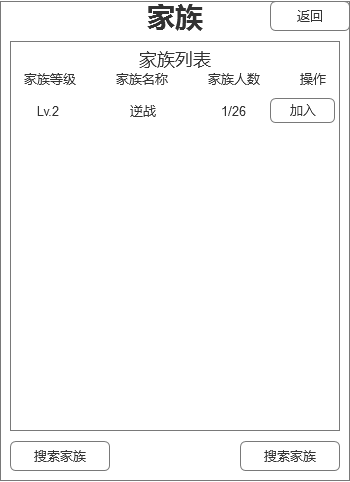 家族
返回
家族列表
家族等级 家族名称 家族人数 操作
Lv.2 逆战 1/26 加入
搜索家族 搜索家族